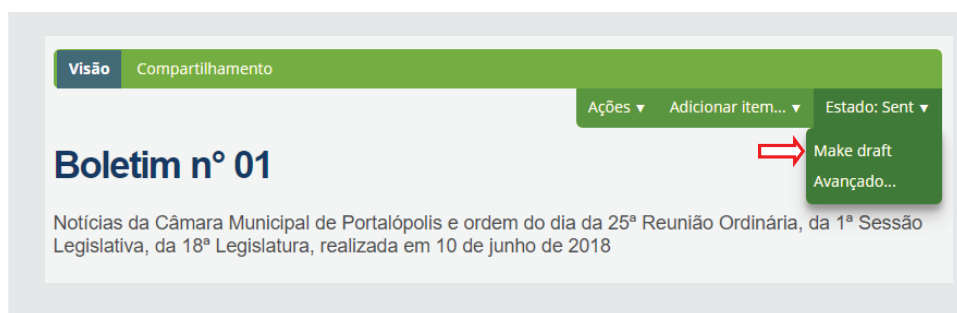 Visão Compartilhamento
Ações ▾ Adicionar item... ▾ Estado: Sent ▾
Make draft
Avançado...
Boletim n° 01
Notícias da Câmara Municipal de Portalópolis e ordem do dia da 25ª Reunião Ordinária, da 1ª Sessão
Legislativa, da 18ª Legislatura, realizada em 10 de junho de 2018